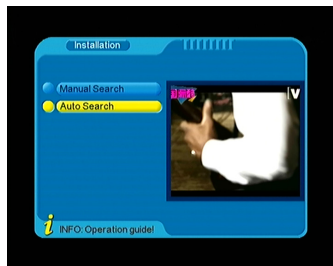 Installation
Manual Search
Auto Search
V
INFO: Operation guide!